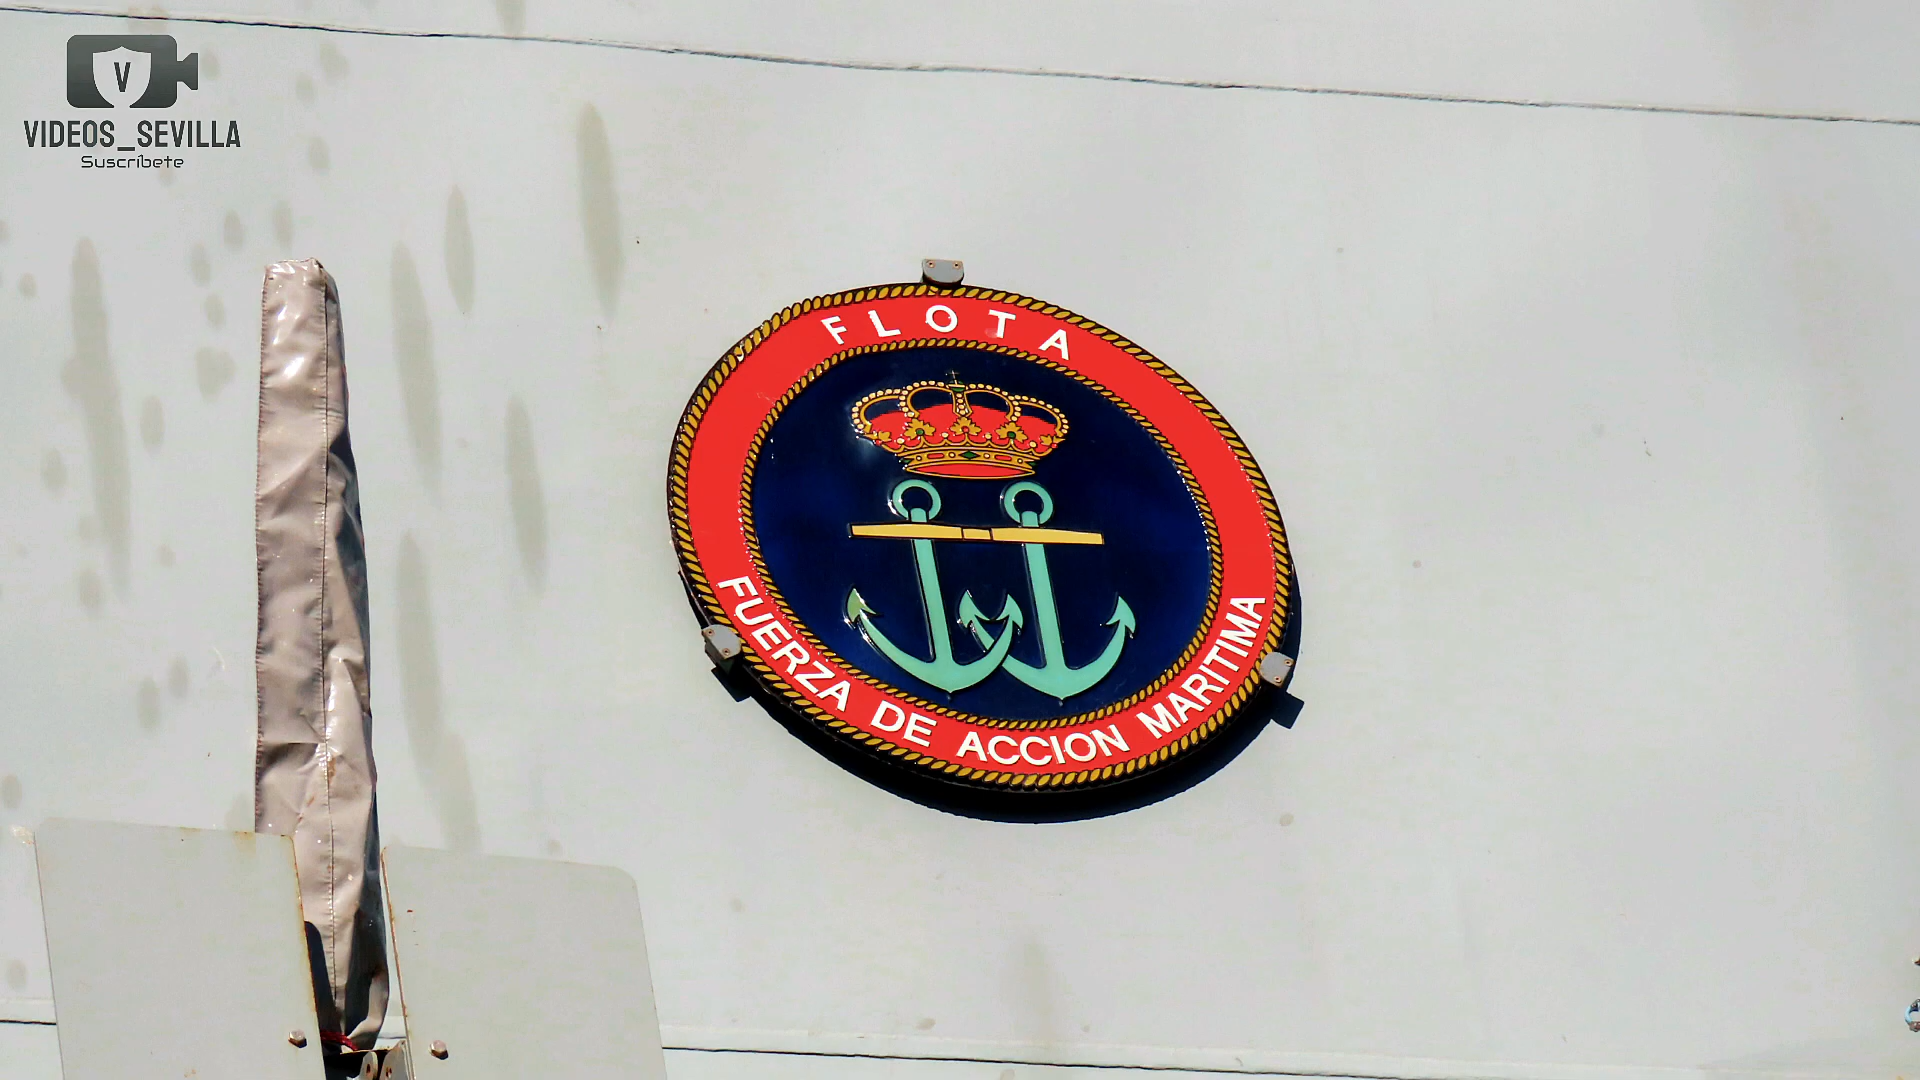 V
VIDEOS_SEVILLA
Suscríbete
FLOTA
FUERZA DE ACCION MARITIMA